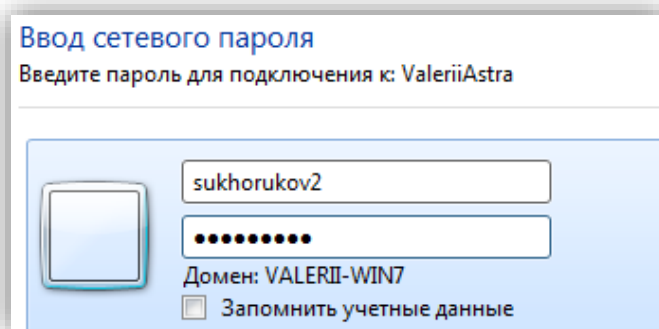 Ввод сетевого пароля
Введите пароль для подключения к: ValeriiAstra
sukhorukov2
●●●●●●●●●
Домен: VALERII-WIN7
Запомнить учетные данные